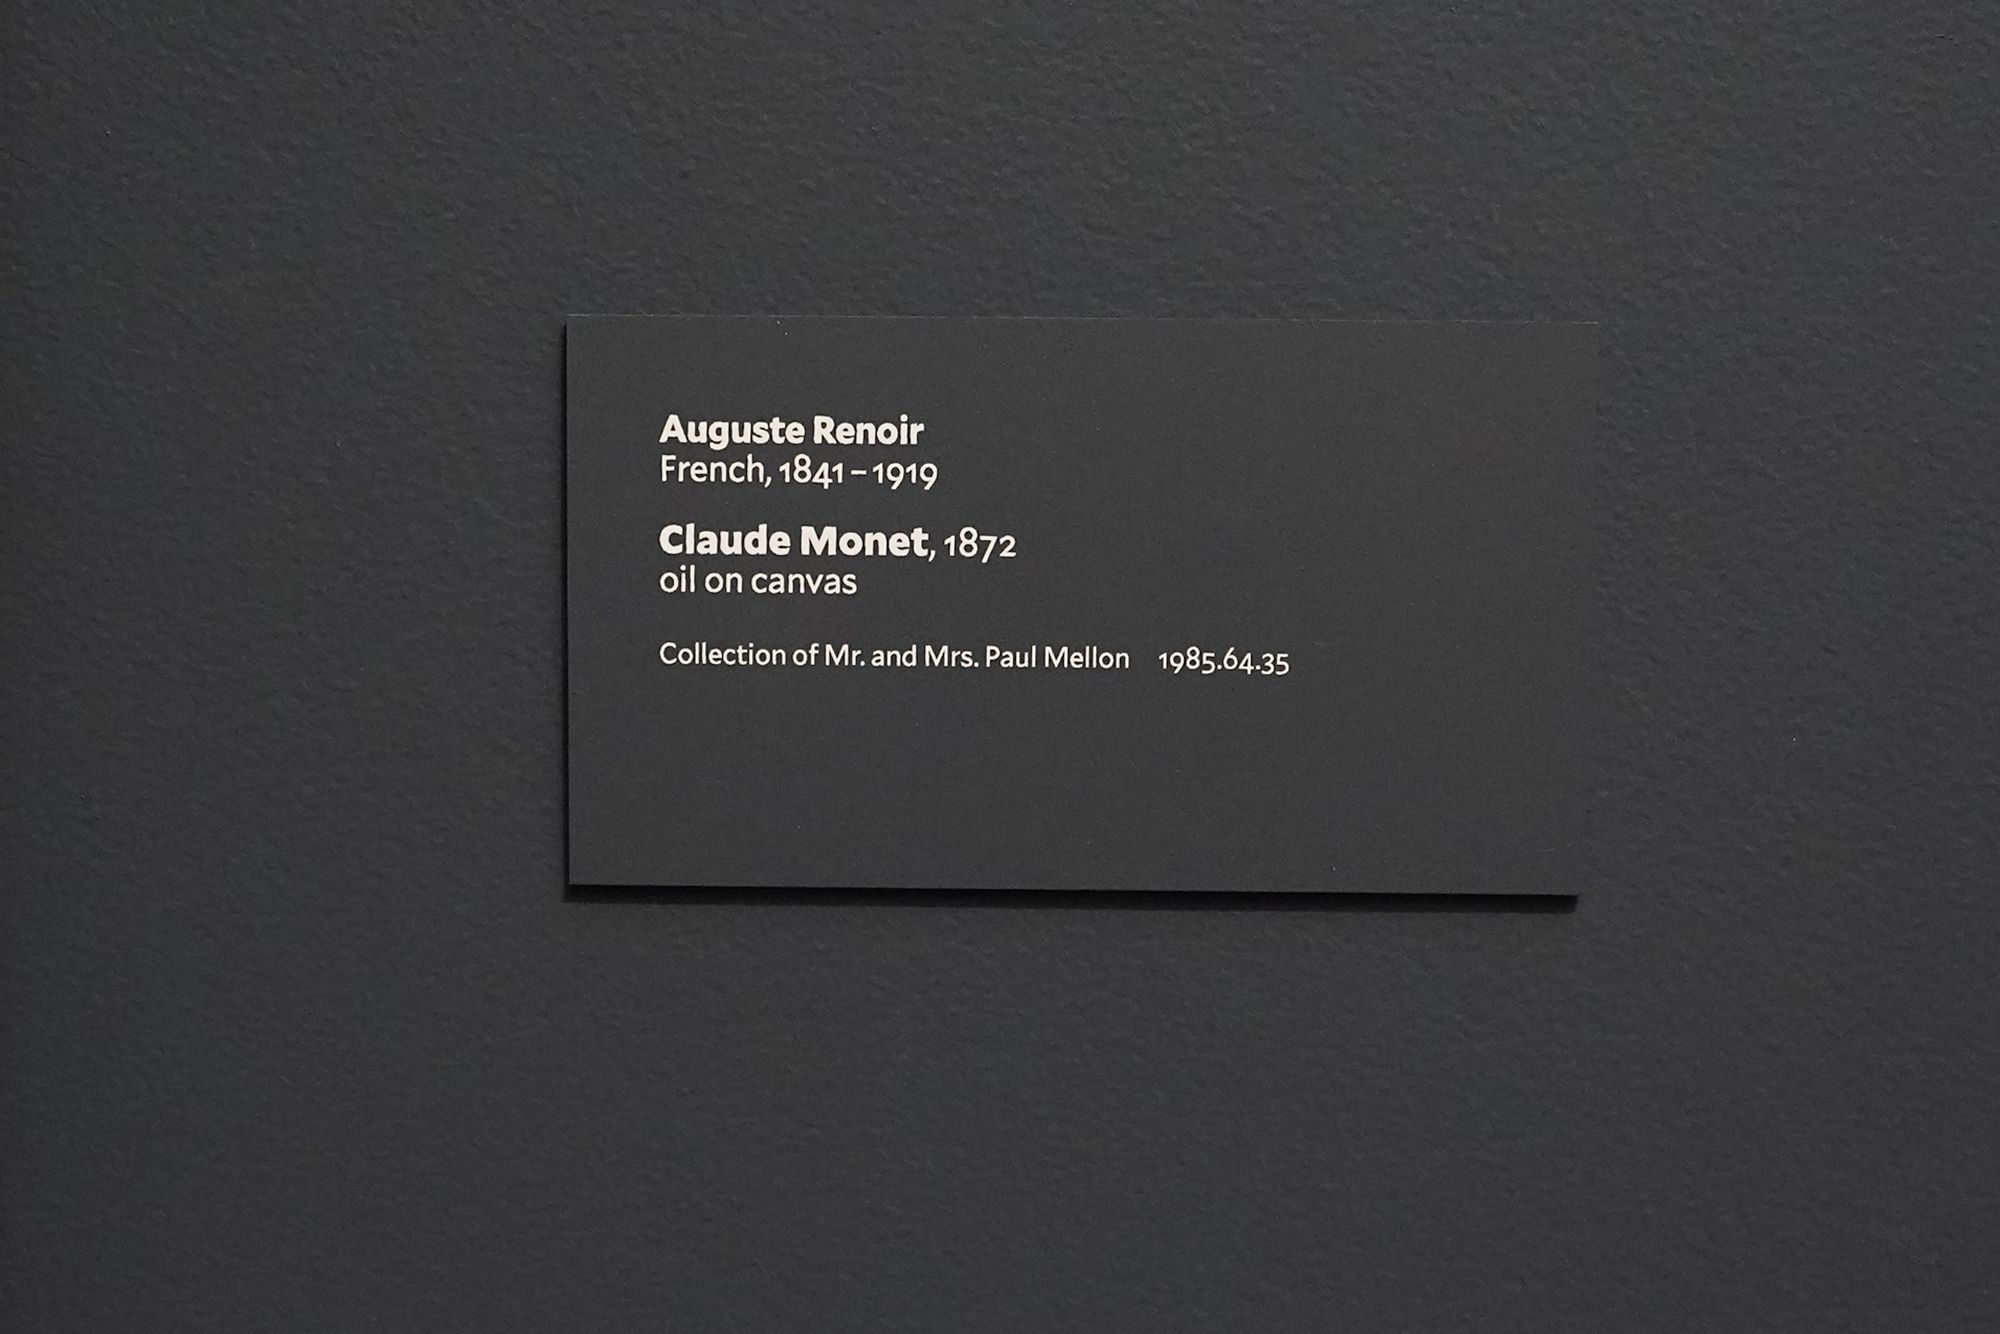 Auguste Renoir
French, 1841–1919
Claude Monet, 1872
oil on canvas
Collection of Mr. and Mrs. Paul Mellon 1985.64.35